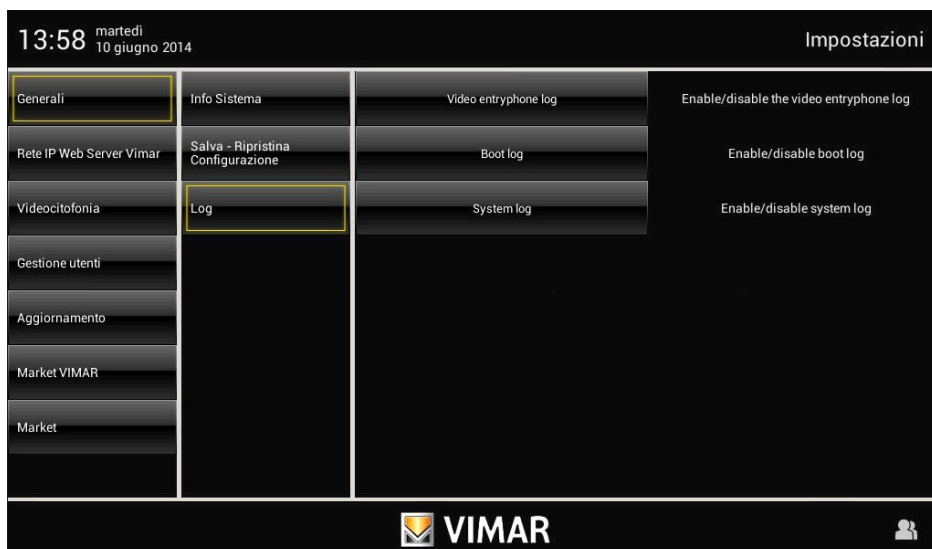 13:58 martedì
10 giugno 2014
Impostazioni
Generali
Rete IP Web Server Vimar
Videocitofonia
Gestione utenti
Aggiornamento
Market VIMAR
Market
Info Sistema
Salva - Ripristina
Configurazione
Log
Video entryphone log
Enable/disable the video entryphone log
Boot log
Enable/disable boot log
System log
Enable/disable system log
VIMAR